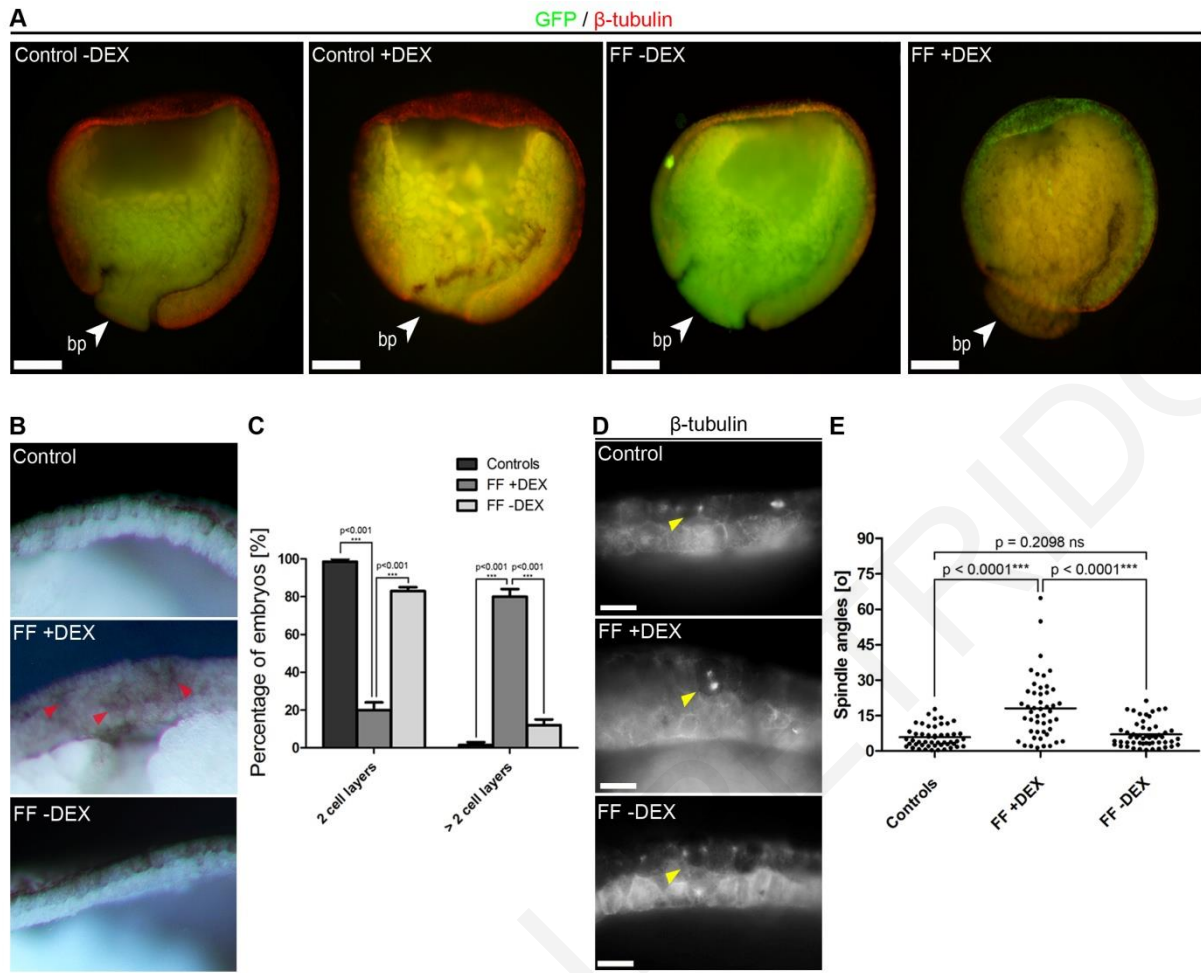 A
GFP / β-tubulin
Control -DEX
Control +DEX
FF -DEX
FF +DEX
bp
bp
bp
bp
B
Control
FF +DEX
FF -DEX
C
Controls
FF +DEX
FF -DEX
Percentage of embryos [%]
100
80
60
40
20
0
p<0.001
***
p<0.001
***
p<0.001 p<0.001
*** ***
2 cell layers
> 2 cell layers
D
β-tubulin
Control
FF +DEX
FF -DEX
E
Spindle angles [o]
90
75
60
45
30
15
0
p = 0.2098 ns
p < 0.0001*** p < 0.0001***
Controls
FF +DEX
FF -DEX